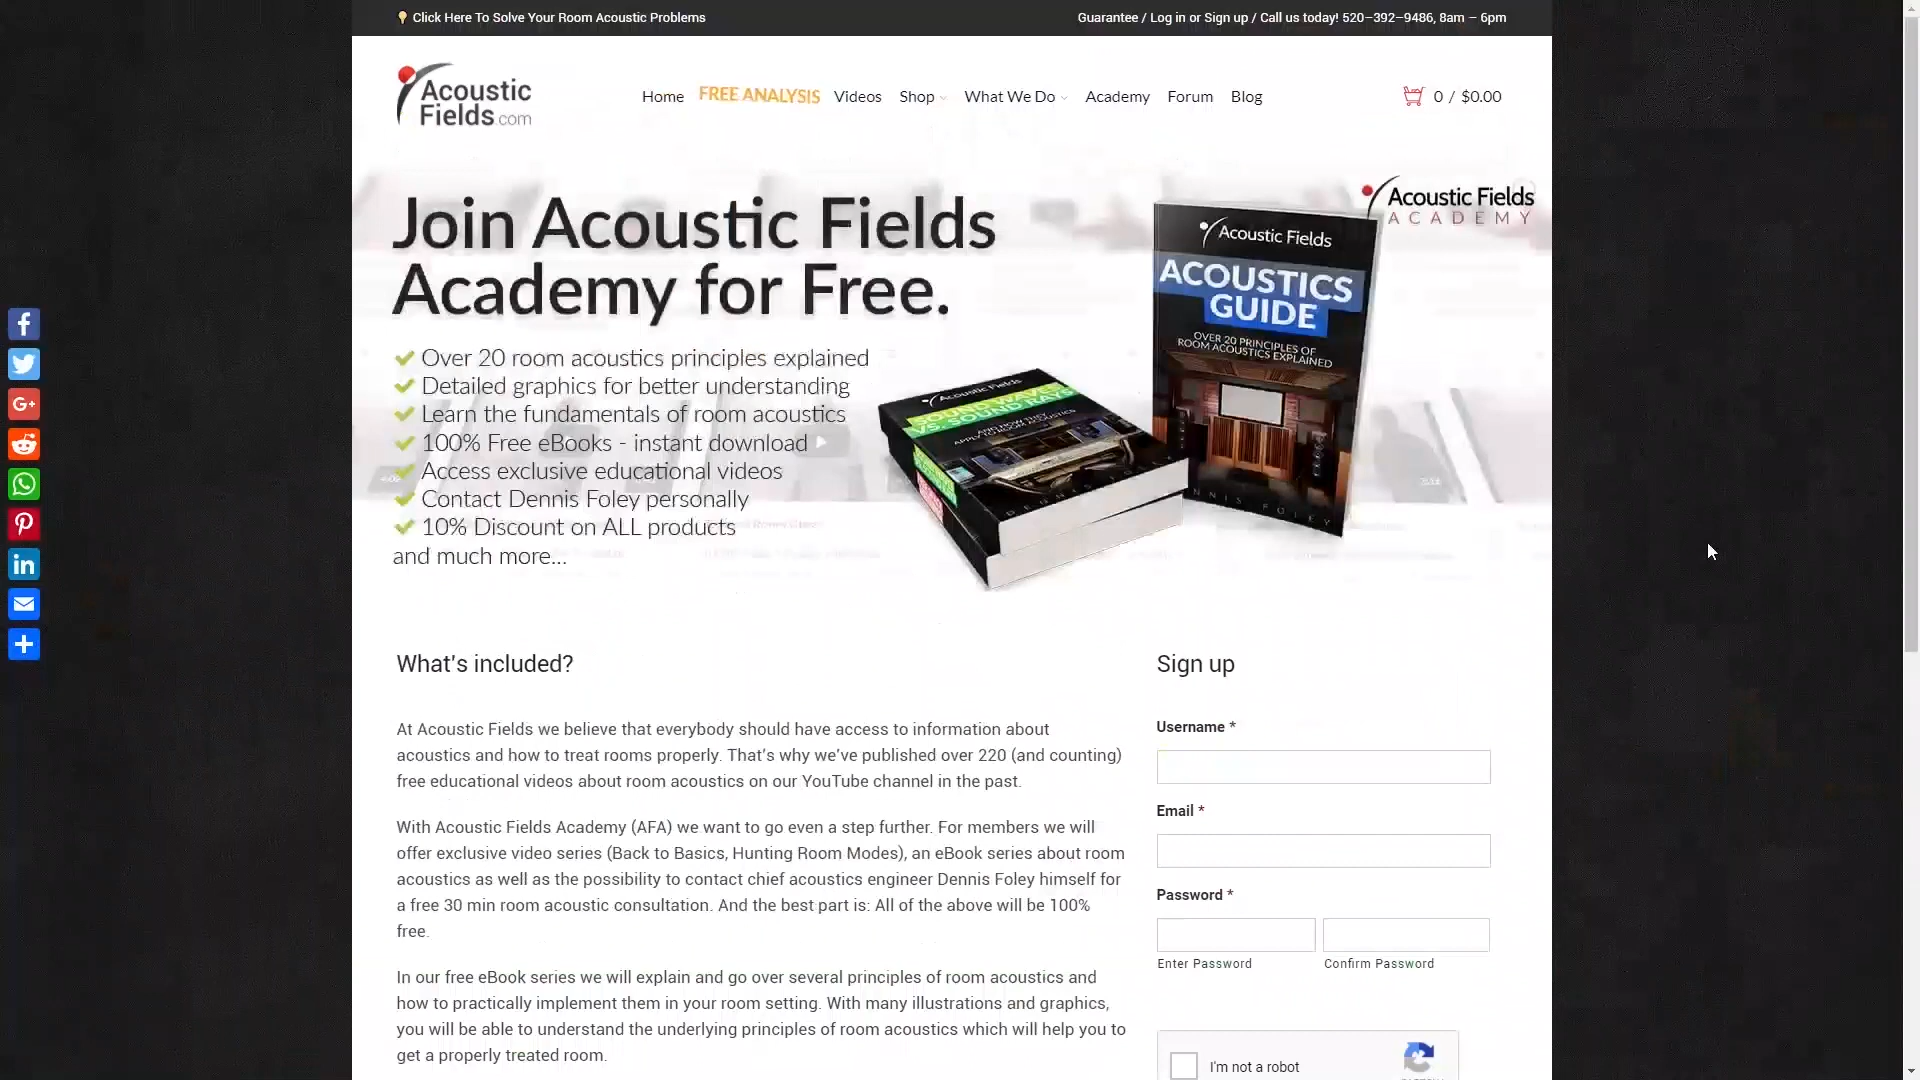 Click Here To Solve Your Room Acoustic Problems
Guarantee / Log in or Sign up / Call us today! 520-392-9486, 8am – 6pm
Acoustic
Fields.com
Home FREE ANALYSIS Videos Shop What We Do Academy Forum Blog
0 / $0.00
Join Acoustic Fields
Academy for Free.
Over 20 room acoustics principles explained
Detailed graphics for better understanding
Learn the fundamentals of room acoustics
100% Free eBooks - instant download
Access exclusive educational videos
Contact Dennis Foley personally
10% Discount on ALL products
and much more...
Acoustic Fields
SOUND WAVES
VS. SOUND RAYS
AND HOW THEY
APPLY TO ROOM ACOUSTICS
Acoustic Fields
ACOUSTICS
GUIDE
OVER 20 PRINCIPLES OF
ROOM ACOUSTICS EXPLAINED
Acoustic Fields
ACADEMY
What's included?
At Acoustic Fields we believe that everybody should have access to information about
acoustics and how to treat rooms properly. That's why we've published over 220 (and counting)
free educational videos about room acoustics on our YouTube channel in the past.
With Acoustic Fields Academy (AFA) we want to go even a step further. For members we will
offer exclusive video series (Back to Basics, Hunting Room Modes), an eBook series about room
acoustics as well as the possibility to contact chief acoustics engineer Dennis Foley himself for
a free 30 min room acoustic consultation. And the best part is: All of the above will be 100%
free.
In our free eBook series we will explain and go over several principles of room acoustics and
how to practically implement them in your room setting. With many illustrations and graphics,
you will be able to understand the underlying principles of room acoustics which will help you to
get a properly treated room.
Sign up
Username *
Email *
Password *
Enter Password
Confirm Password
I'm not a robot